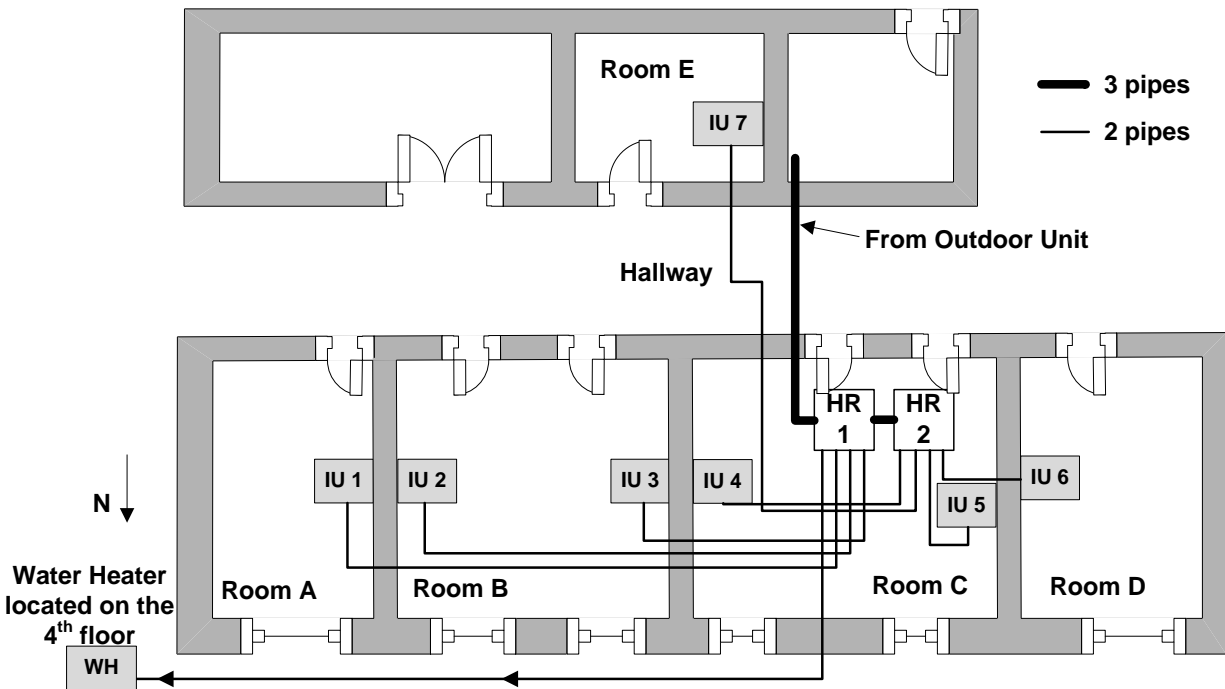 Room E
IU 7
3 pipes
2 pipes
From Outdoor Unit
Hallway
HR
1
HR
2
IU 1
IU 2
IU 3
IU 4
IU 5
IU 6
N
Room A
Room B
Room C
Room D
Water Heater
located on the
4th floor
WH